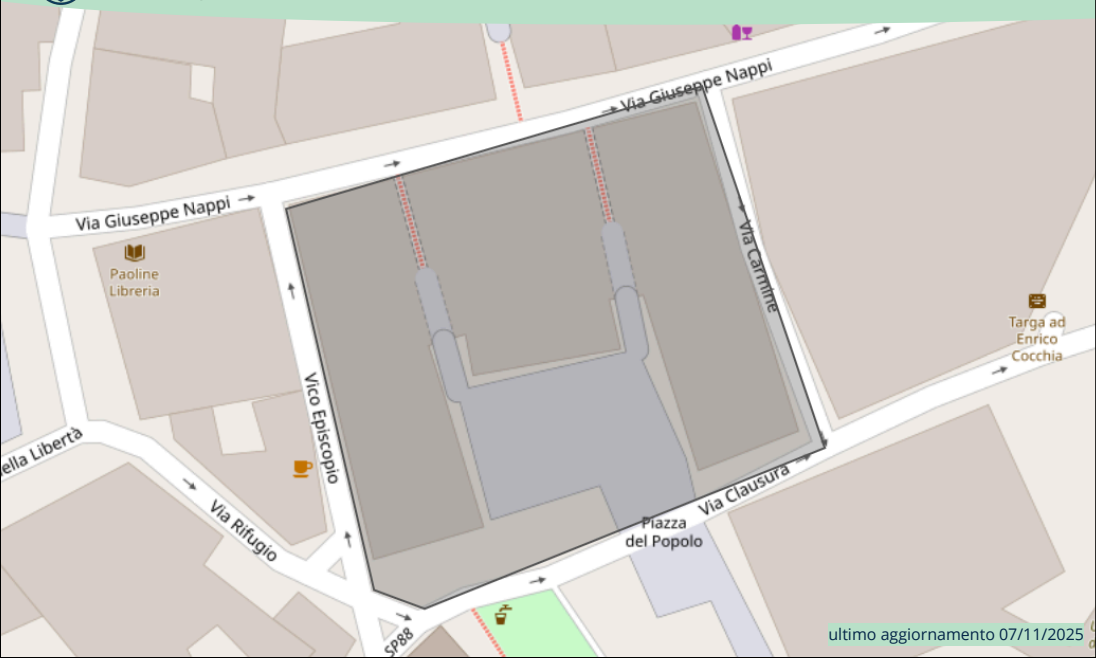 Via Giuseppe Nappi
Via Giuseppe Nappi
Paoline
Libreria
Via Carmine
Targa ad
Enrico
Cocchia
Vico Episcopio
ella Libertà
Via Rifugio
Via Clausura
Piazza
del Popolo
SP88
ultimo aggiornamento 07/11/2025